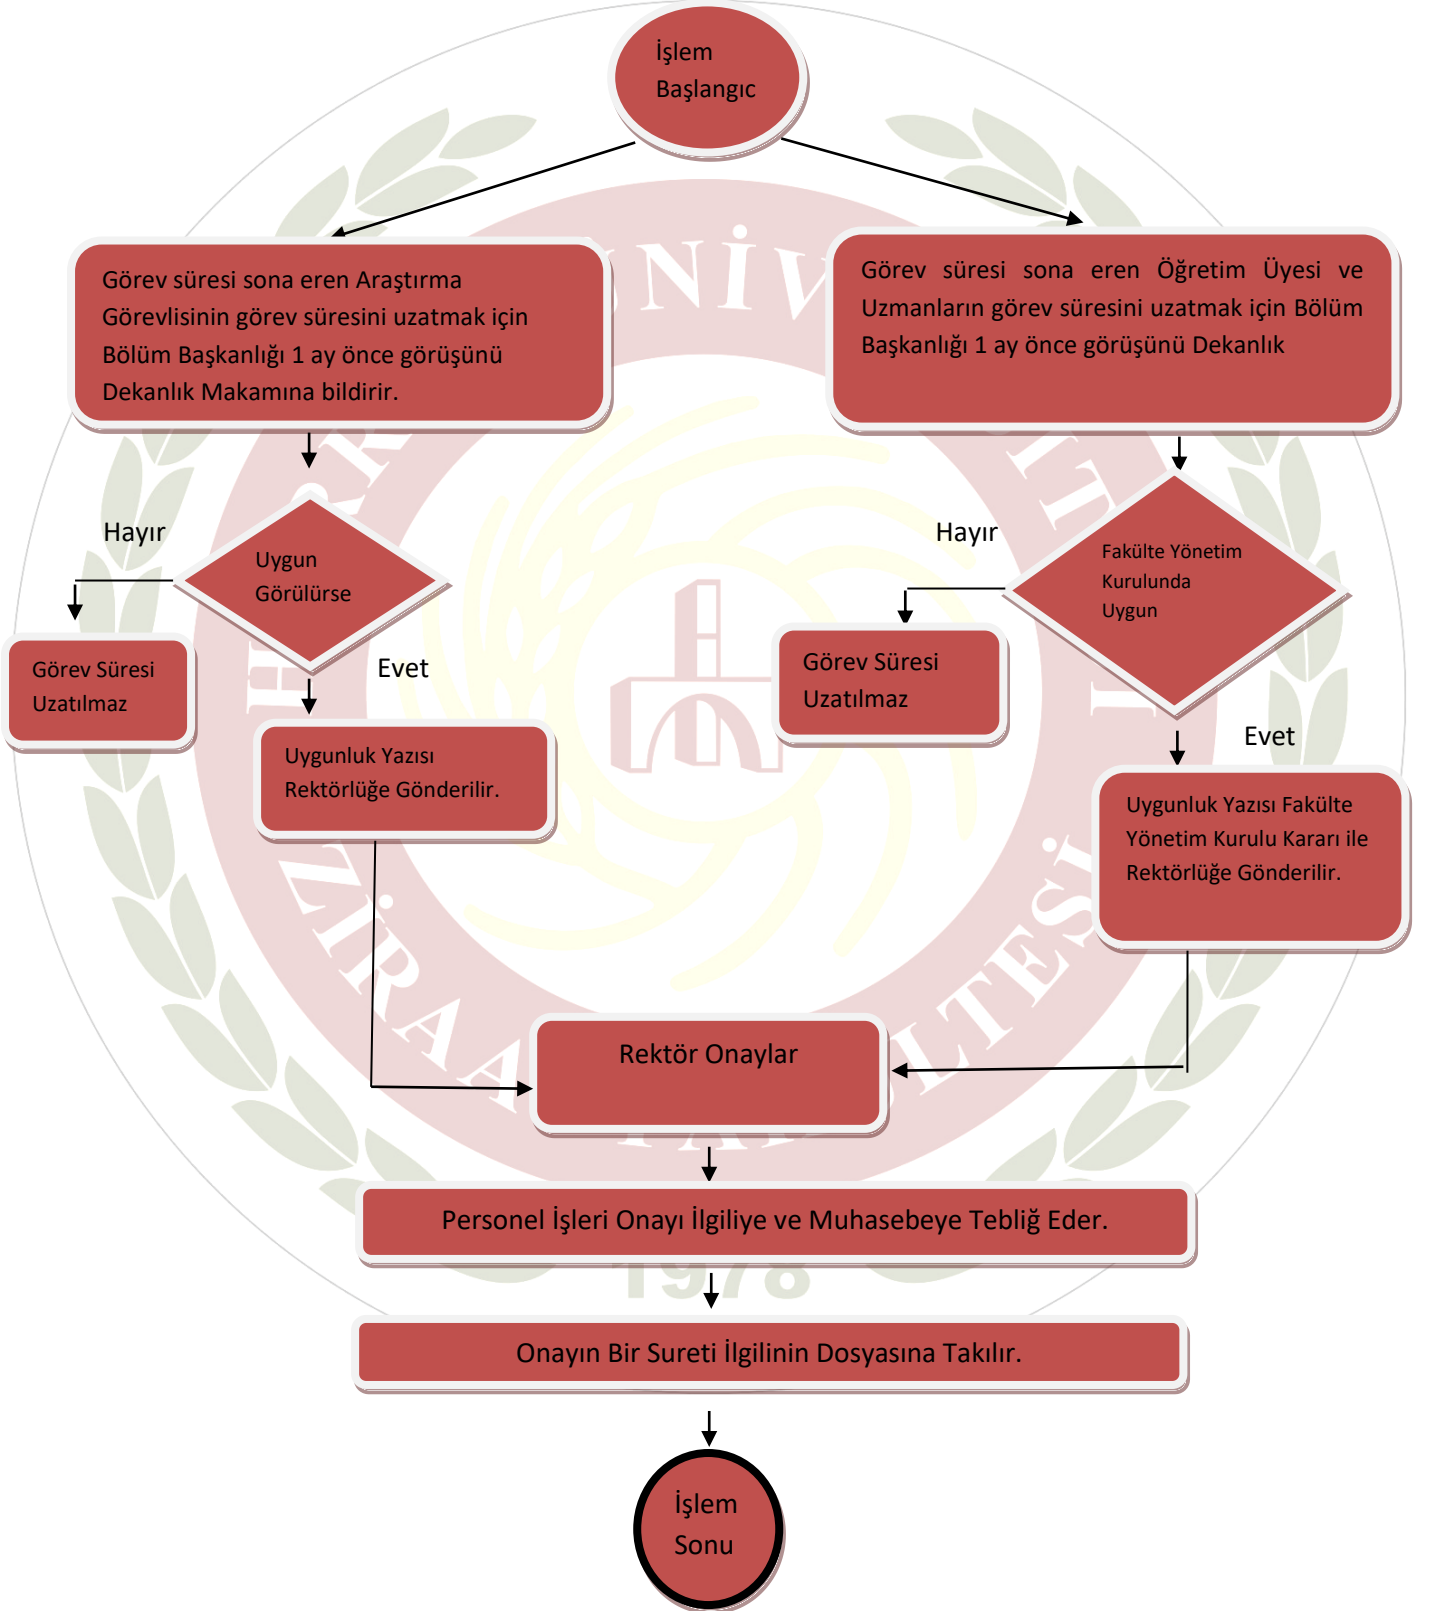 İşlem
Başlangıc
Görev süresi sona eren Araştırma
Görevlisinin görev süresini uzatmak için
Bölüm Başkanlığı 1 ay önce görüşünü
Dekanlık Makamına bildirir.
Görev süresi sona eren Öğretim Üyesi ve
Uzmanların görev süresini uzatmak için Bölüm
Başkanlığı 1 ay önce görüşünü Dekanlık
Hayır
Uygun
Görülürse
Evet
Görev Süresi
Uzatılmaz
Uygunluk Yazısı
Rektörlüğe Gönderilir.
Hayır
Fakülte Yönetim
Kurulunda
Uygun
Evet
Görev Süresi
Uzatılmaz
Uygunluk Yazısı Fakülte
Yönetim Kurulu Kararı ile
Rektörlüğe Gönderilir.
Rektör Onaylar
Personel İşleri Onayı İlgiliye ve Muhasebeye Tebliğ Eder.
1978
Onayın Bir Sureti İlgilinin Dosyasına Takılır.
İşlem
Sonu